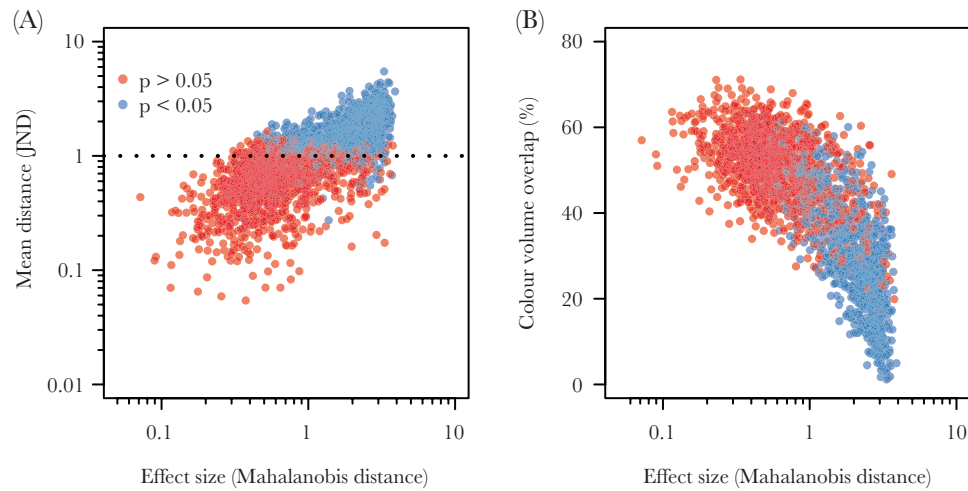 (A)
10
1
0.1
0.01
Mean distance (JND)
p > 0.05
p < 0.05
0.1
1
10
Effect size (Mahalanobis distance)
(B)
80
60
40
20
0
Colour volume overlap (%)
0.1
1
10
Effect size (Mahalanobis distance)